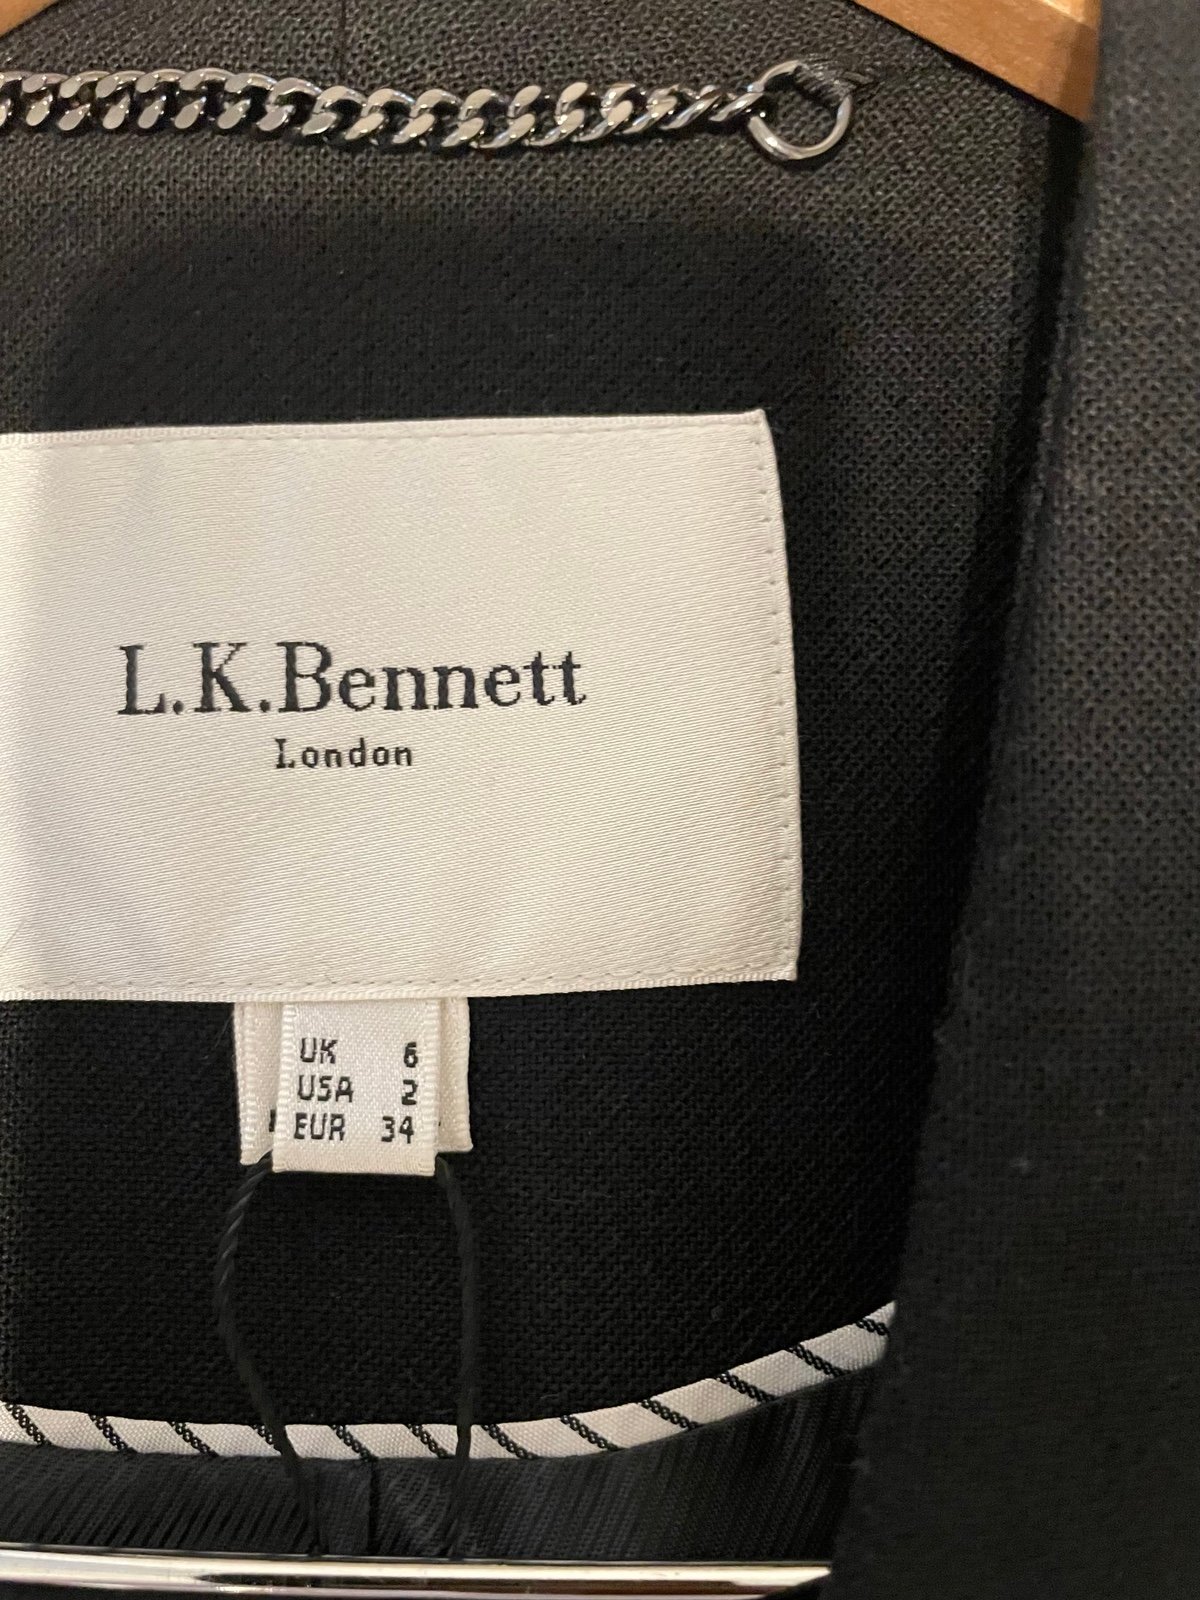 L.K.Bennett
London
UK 6
USA 2
EUR 34